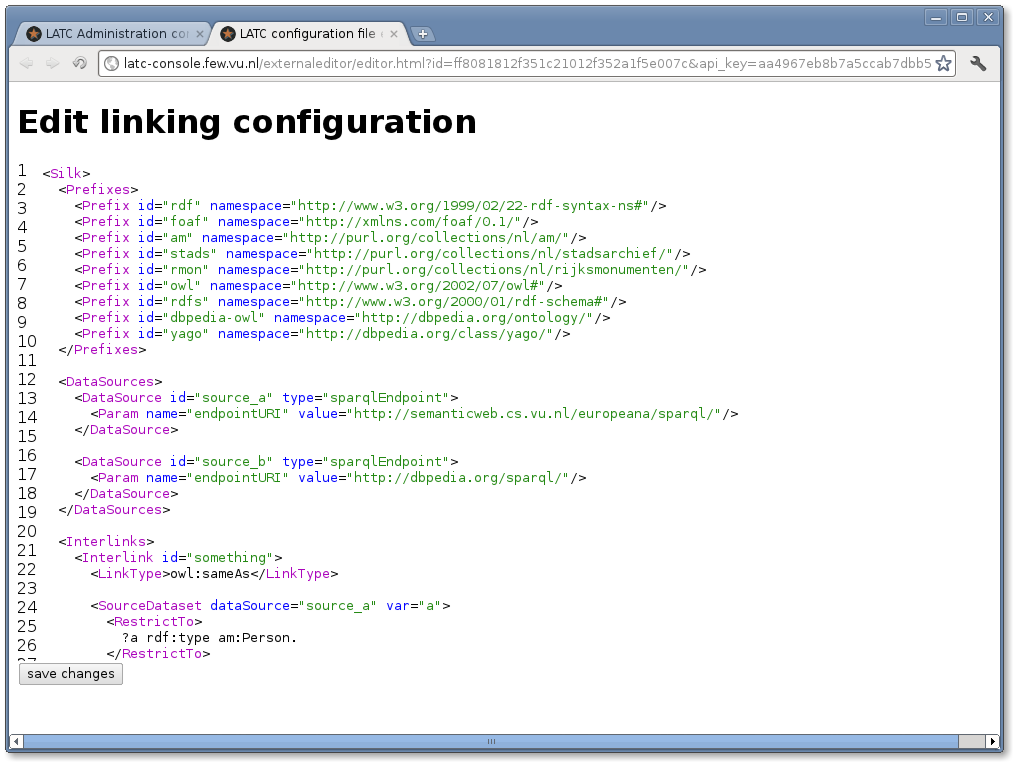 LATC Administration co
LATC configuration file
latc-console.few.vu.nl/externaleditor/editor.html?id=ff8081812f351c21012f352a1f5e007c&api_key=aa4967eb8b7a5ccab7dbb5
Edit linking configuration
1 <Silk>
2 <Prefixes>
3 <Prefix id="rdf" namespace="http://www.w3.org/1999/02/22-rdf-syntax-ns#"/>
4 <Prefix id="foaf" namespace="http://xmlns.com/foaf/0.1/"/>
5 <Prefix id="am" namespace="http://purl.org/collections/nl/am/"/>
6 <Prefix id="stads" namespace="http://purl.org/collections/nl/stadsarchief/"/>
7 <Prefix id="rmon" namespace="http://purl.org/collections/nl/rijksmonumenten/"/>
8 <Prefix id="owl" namespace="http://www.w3.org/2002/07/owl#"/>
9 <Prefix id="rdfs" namespace="http://www.w3.org/2000/01/rdf-schema#"/>
10 <Prefix id="dbpedia-owl" namespace="http://dbpedia.org/ontology/"/>
11 <Prefix id="yago" namespace="http://dbpedia.org/class/yago/"/>
12 </Prefixes>
13
14 <DataSources>
15 <DataSource id="source_a" type="sparqlEndpoint">
16 <Param name="endpointURI" value="http://semanticweb.cs.vu.nl/europeana/sparql/"/>
17 </DataSource>
18
19 <DataSource id="source_b" type="sparqlEndpoint">
20 <Param name="endpointURI" value="http://dbpedia.org/sparql/"/>
21 </DataSource>
22 </DataSources>
23
24 <Interlinks>
25 <Interlink id="something">
26 <LinkType>owl:sameAs</LinkType>
<SourceDataset dataSource="source_a" var="a">
<RestrictTo>
?a rdf:type am:Person.
</RestrictTo>
save changes